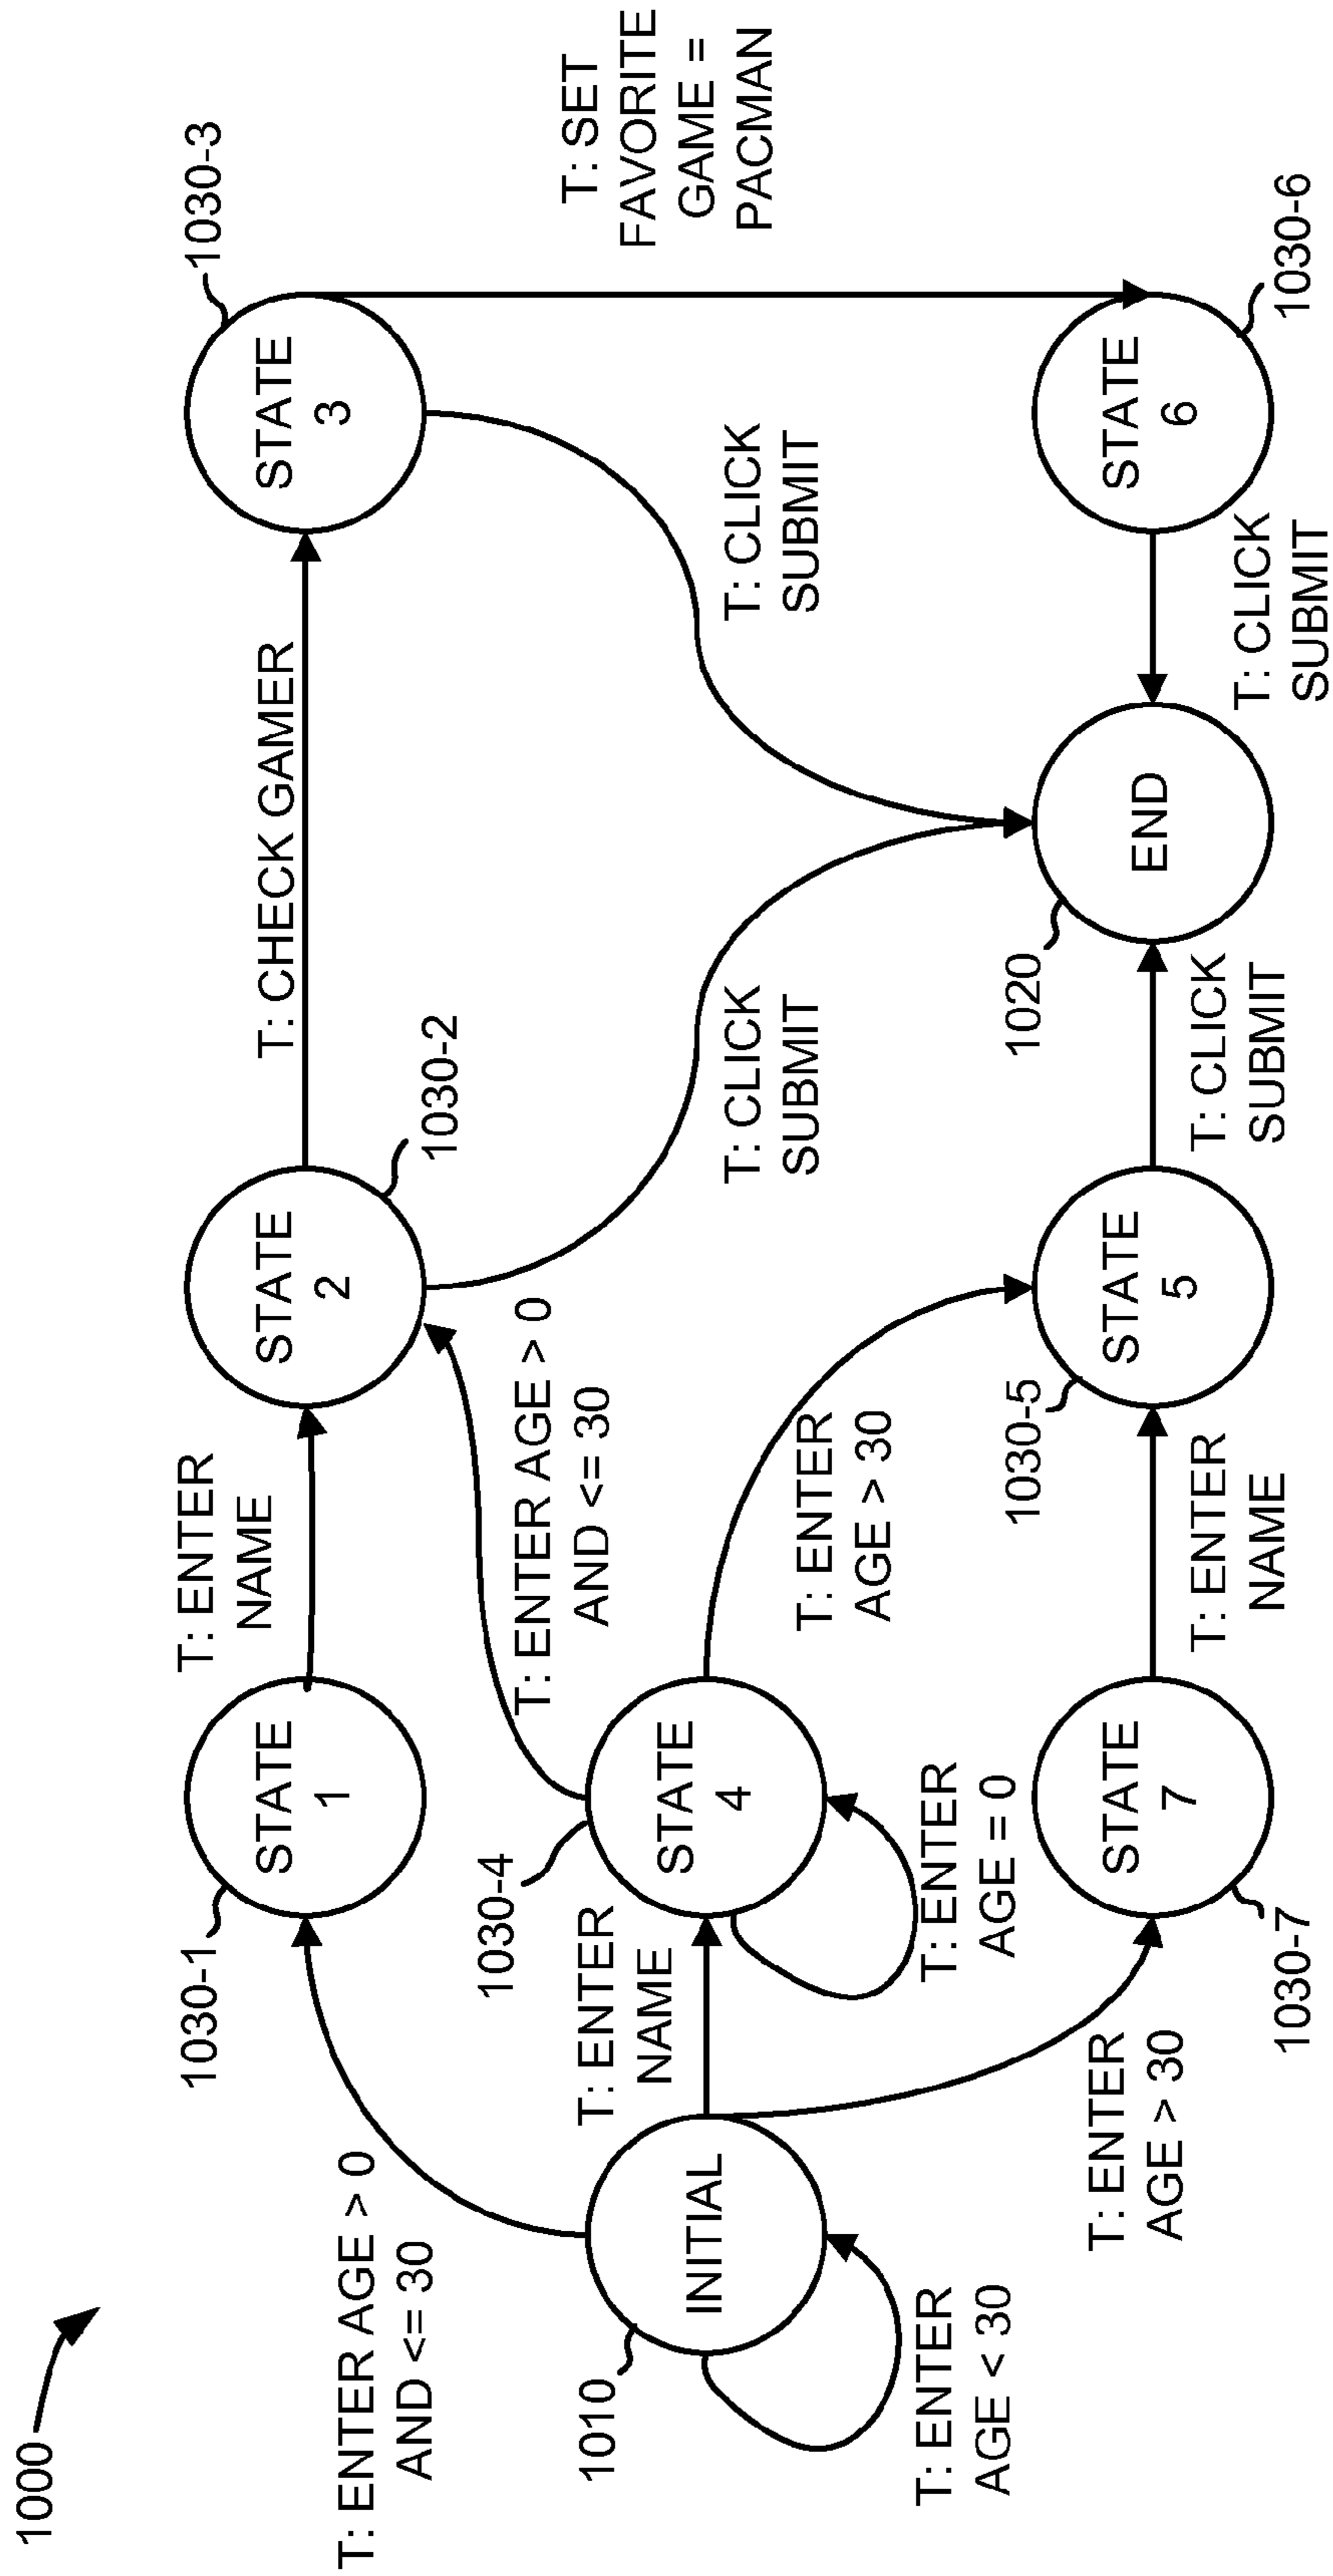 1000
T: ENTER AGE > 0
AND <= 30
1030-1
STATE
1
T: ENTER
NAME
STATE
2
1030-2
T: CHECK GAMER
STATE
3
1030-3
T: SET
FAVORITE
GAME =
PACMAN
1010
INITIAL
T: ENTER
AGE < 30
T: ENTER
NAME
1030-4
STATE
4
T: ENTER
AGE = 0
T: ENTER AGE > 0
AND <= 30
T: ENTER
AGE > 30
T: CLICK
SUBMIT
T: CLICK
SUBMIT
T: ENTER
AGE > 30
1030-7
STATE
7
T: ENTER
NAME
1030-5
STATE
5
T: CLICK
SUBMIT
1020
END
T: CLICK
SUBMIT
STATE
6
1030-6